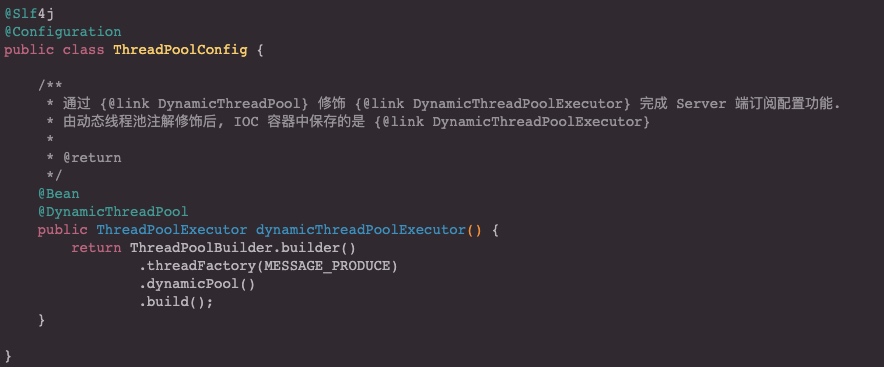 @Slf4j
@Configuration
public class ThreadPoolConfig {
/**
* 通过 {@link DynamicThreadPool} 修饰 {@link DynamicThreadPoolExecutor} 完成 Server 端订阅配置功能.
* 由动态线程池注解修饰后, IOC 容器中保存的是 {@link DynamicThreadPoolExecutor}
*
* @return
*/
@Bean
@DynamicThreadPool
public ThreadPoolExecutor dynamicThreadPoolExecutor() {
return ThreadPoolBuilder.builder()
.threadFactory(MESSAGE_PRODUCE)
.dynamicPool()
.build();
}
}